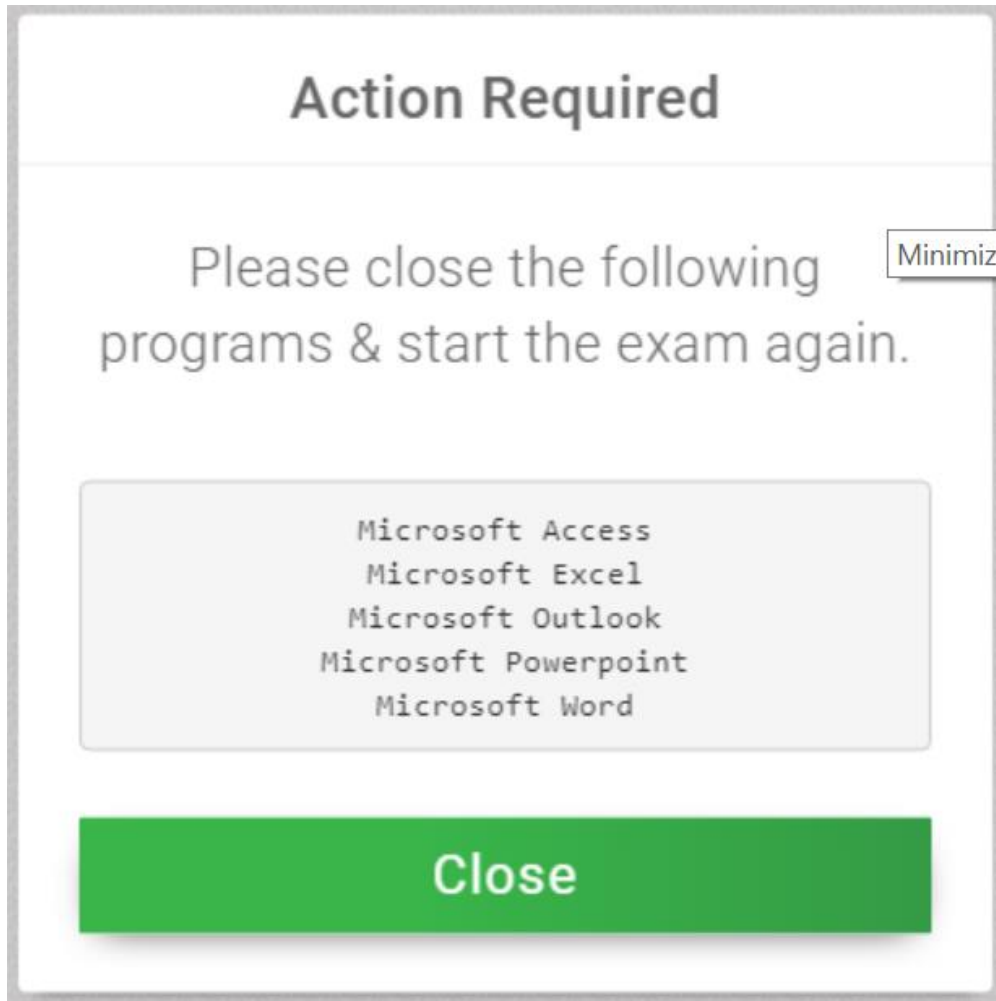 Action Required
Please close the following
Minimiz
programs & start the exam again.
Microsoft Access
Microsoft Excel
Microsoft Outlook
Microsoft Powerpoint
Microsoft Word
Close